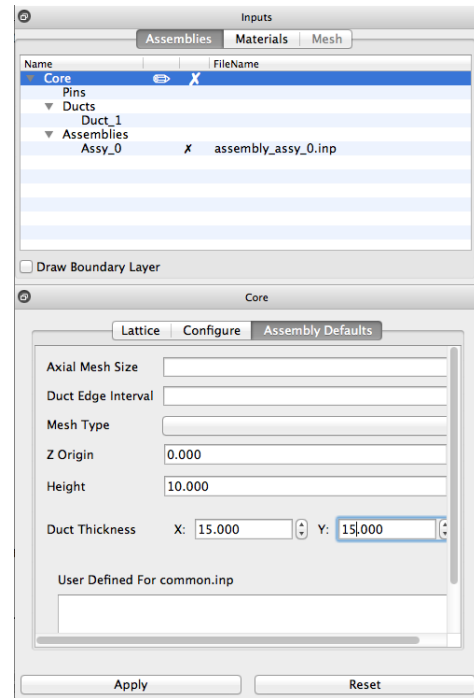 Inputs
Assemblies Materials Mesh
Name FileName
Core
Pins
Ducts
Duct_1
Assemblies
Assy_0 assembly_assy_0.inp
Draw Boundary Layer
Core
Lattice Configure Assembly Defaults
Axial Mesh Size
Duct Edge Interval
Mesh Type
Z Origin 0.000
Height 10.000
Duct Thickness X: 15.000 Y: 15.000
User Defined For common.inp
Apply Reset